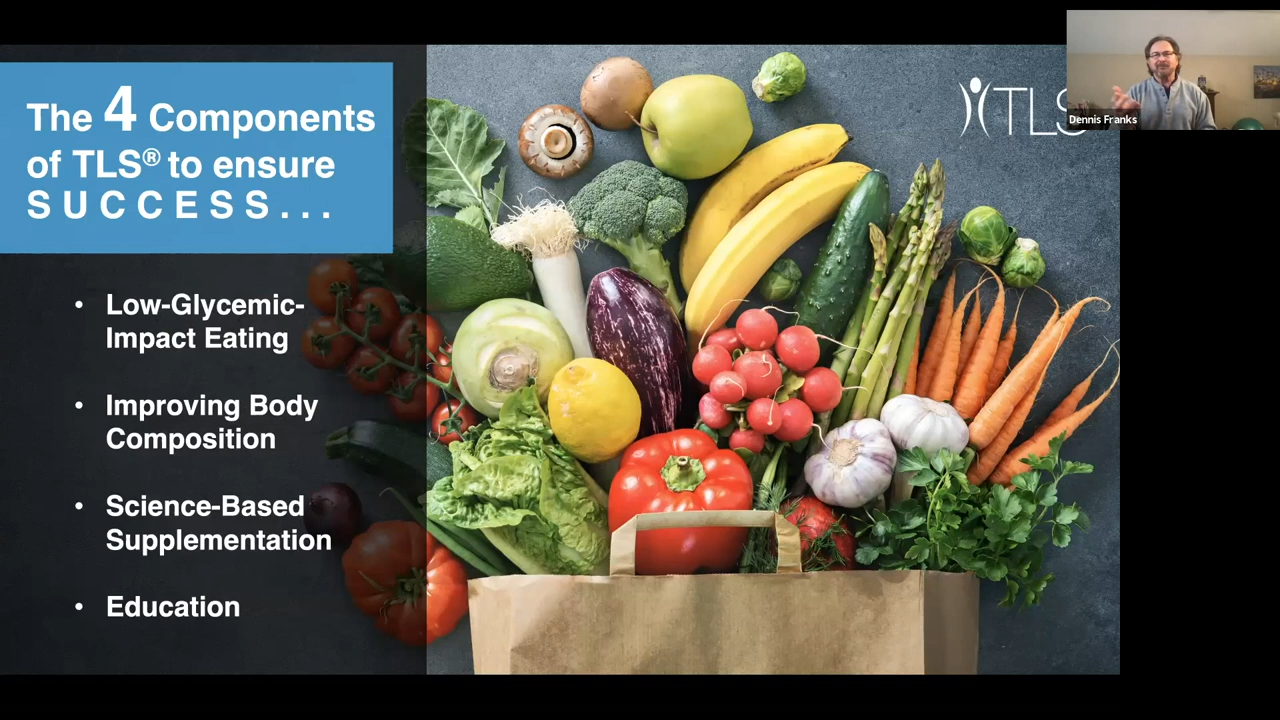 The 4 Components
of TLS® to ensure
SUCCESS...
• Low-Glycemic-
Impact Eating
• Improving Body
Composition
• Science-Based
Supplementation
• Education
TLS
Dennis Franks